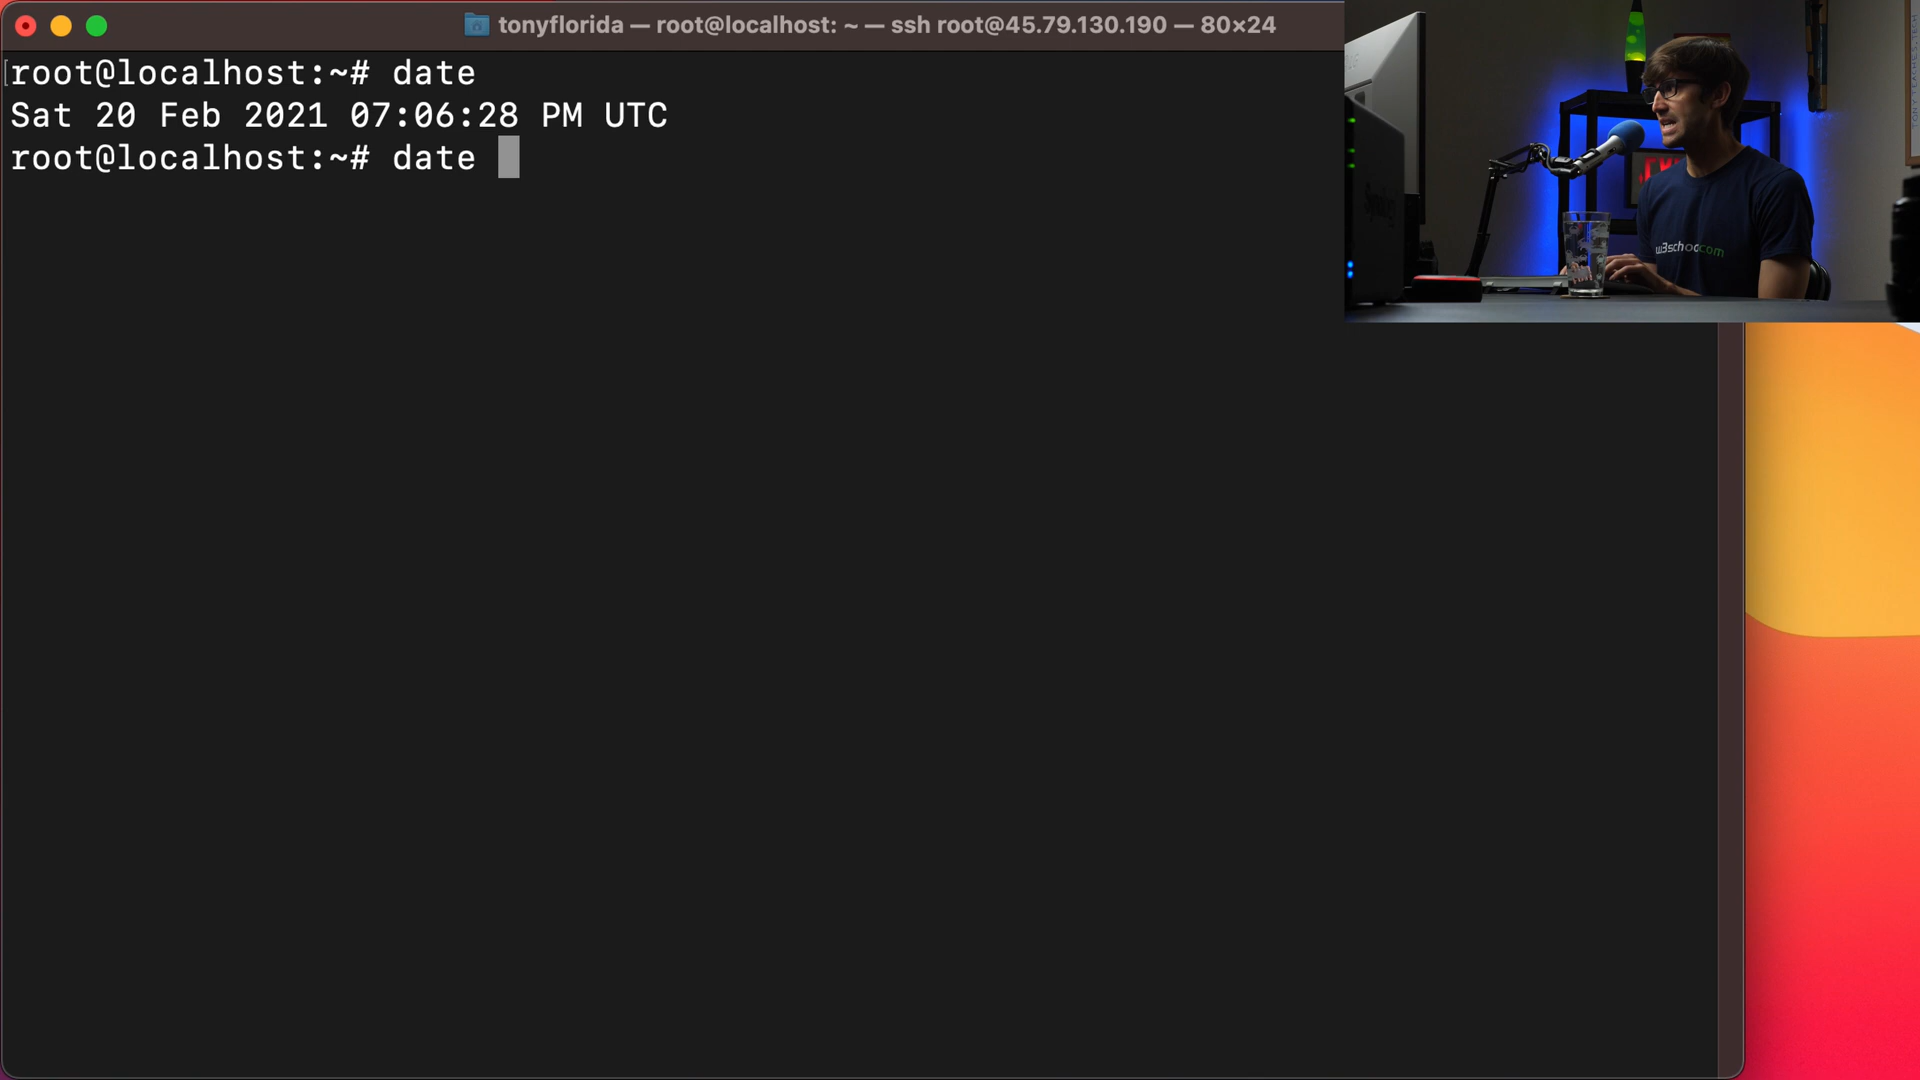 tonyflorida — root@localhost: ~ — ssh root@45.79.130.190 — 80×24
root@localhost:~# date
Sat 20 Feb 2021 07:06:28 PM UTC
root@localhost:~# date